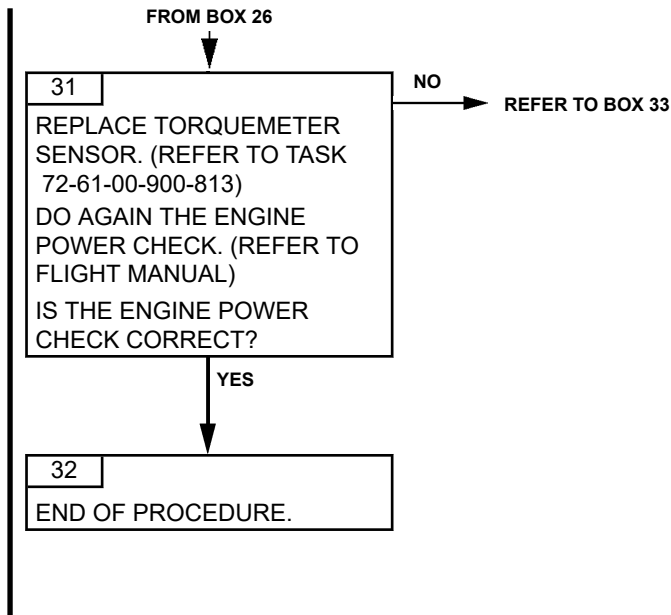 FROM BOX 26
31
NO
REFER TO BOX 33
REPLACE TORQUEMETER
SENSOR. (REFER TO TASK
72-61-00-900-813)
DO AGAIN THE ENGINE
POWER CHECK. (REFER TO
FLIGHT MANUAL)
IS THE ENGINE POWER
CHECK CORRECT?
YES
32
END OF PROCEDURE.